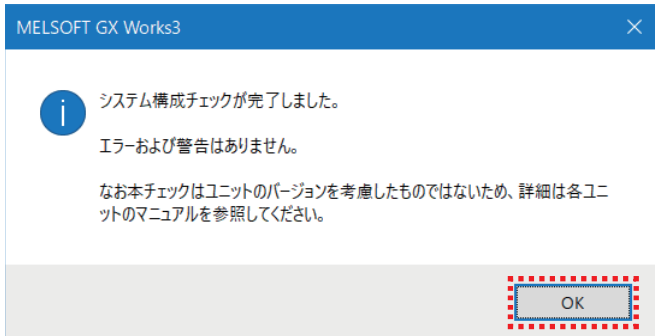 MELSOFT GX Works3
システム構成チェックが完了しました。
エラーおよび警告はありません。
なお本チェックはユニットのバージョンを考慮したものではないため、詳細は各ユニ
ットのマニュアルを参照してください。
OK